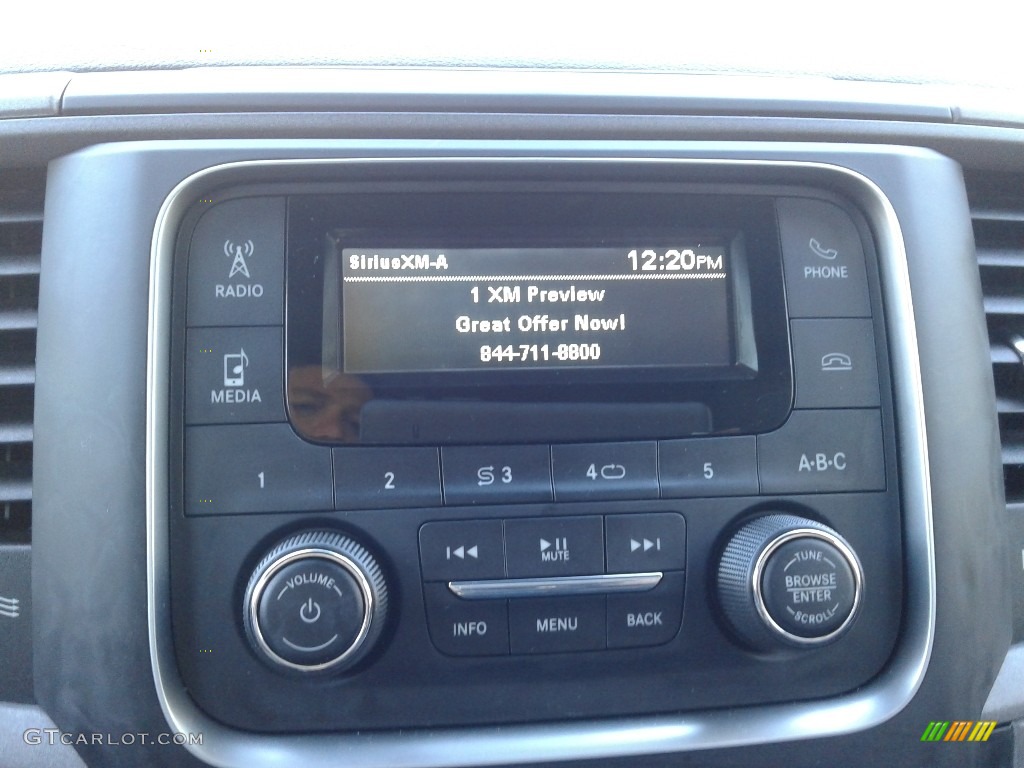 SiriusXM-A 12:20PM
1 XM Preview
Great Offer Now!
844-711-8800
RADIO
MEDIA
PHONE
1 2 3 4 5 A·B·C
MUTE
INFO MENU BACK
VOLUME
TUNE
BROWSE
ENTER
SCROLL
GTCARLOT.COM